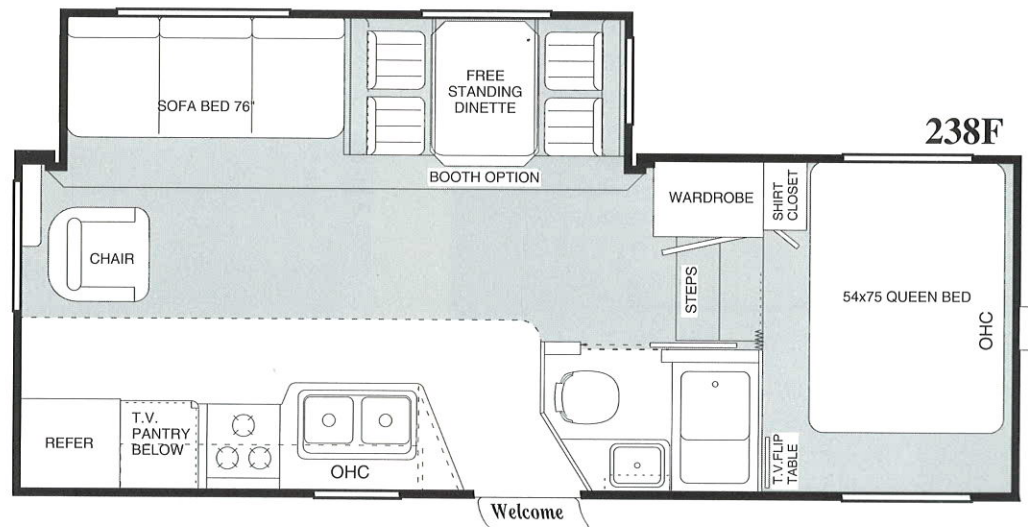 SOFA BED 76"
FREE
STANDING
DINETTE
238F
BOOTH OPTION
WARDROBE
SHIRT
CLOSET
CHAIR
STEPS
54x75 QUEEN BED
OHC
REFER
T.V.
PANTRY
BELOW
OHC
T.V.FLIP
TABLE
Welcome